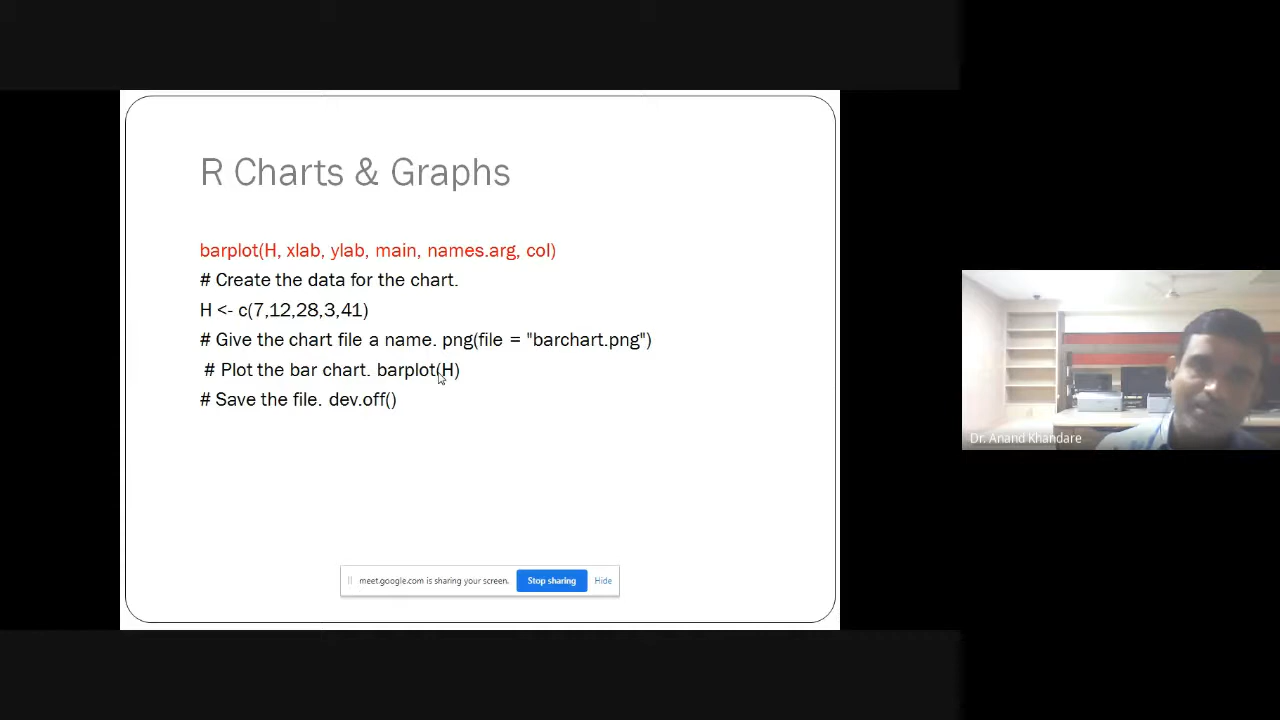 R Charts & Graphs
barplot(H, xlab, ylab, main, names.arg, col)
# Create the data for the chart.
H <- c(7,12,28,3,41)
# Give the chart file a name. png(file = "barchart.png")
# Plot the bar chart. barplot(H)
# Save the file. dev.off()
meet.google.com is sharing your screen. Stop sharing Hide
Dr. Anand Khandare